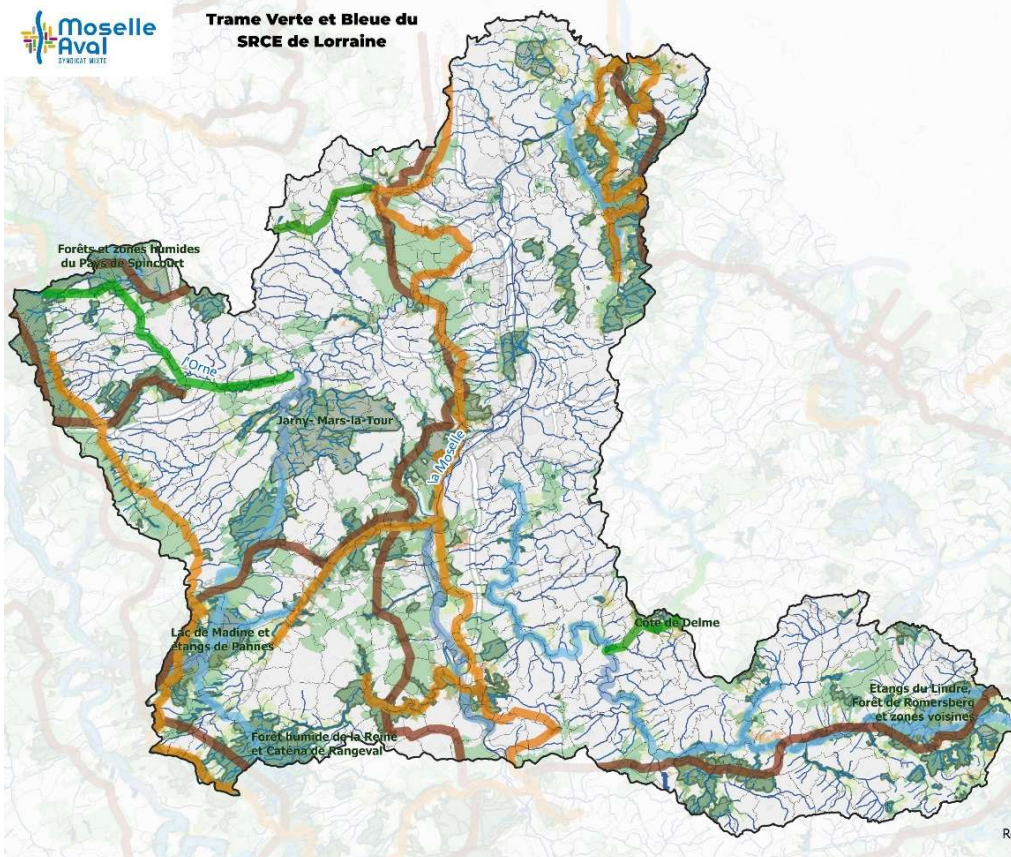 Moselle
Aval
SYNDICAT MIXTE
Trame Verte et Bleue du
SRCE de Lorraine
Forêts et zones humides
du Pays de Spincourt
l'Orne
Jarny- Mars-la-Tour
la Moselle
Lac de Madine et
étangs de Pannes
Côte de Delme
Etangs du Lindre,
Forêt de Romersberg
et zones voisines
Forêt humide de la Reine
et Caténa de Rangeval
R